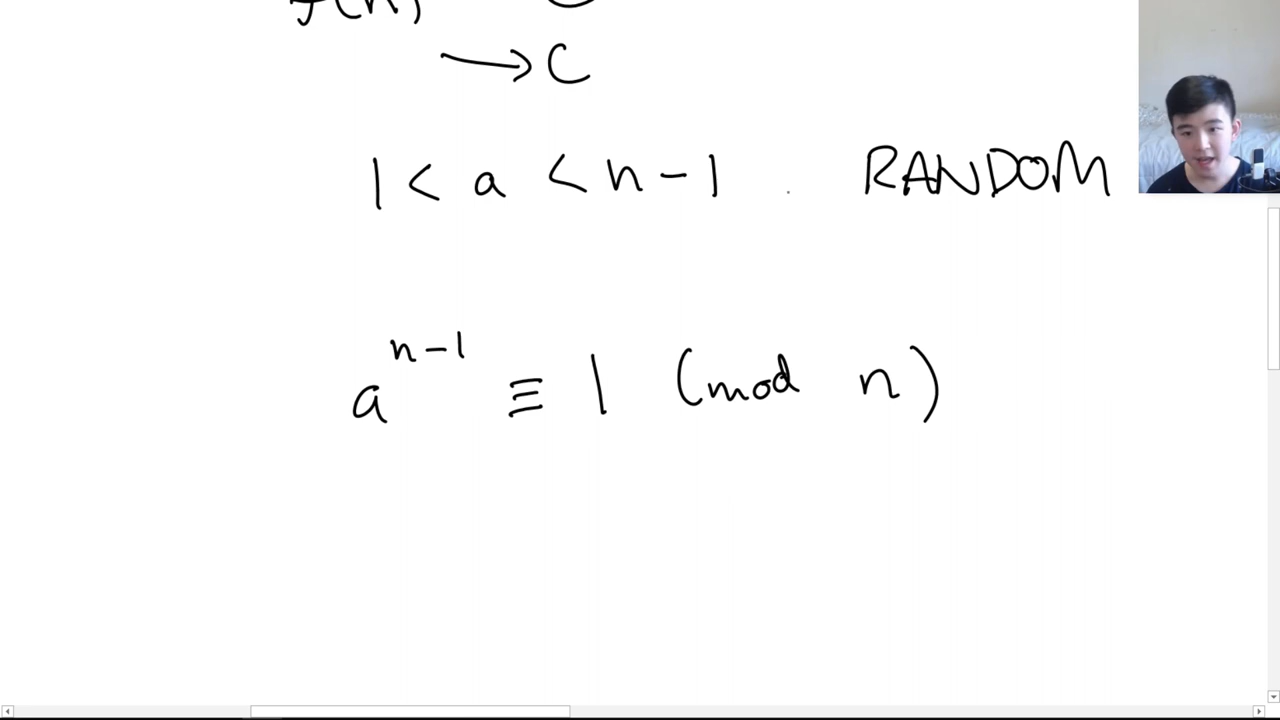 f(n)
→ C
1 < a < n - 1 . RANDOM
a^{n-1} ≡ 1 (mod n)